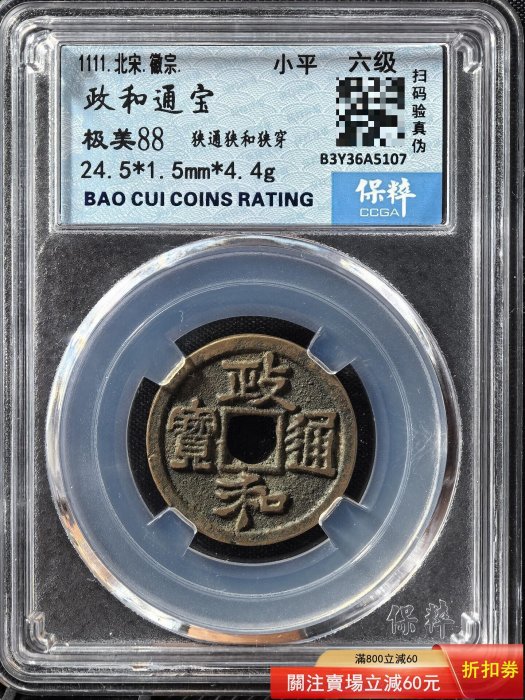 1111.北宋.徽宗.
小平 六级
政和通宝
极美88 狭通狭和狭穿
24.5*1.5mm*4.4g
BAO CUI COINS RATING
B3Y36A5107
扫码验真伪
保粹
CCGA
政
寶 通
和
保粹
滿800立減60
關注賣場立減60元
折扣券